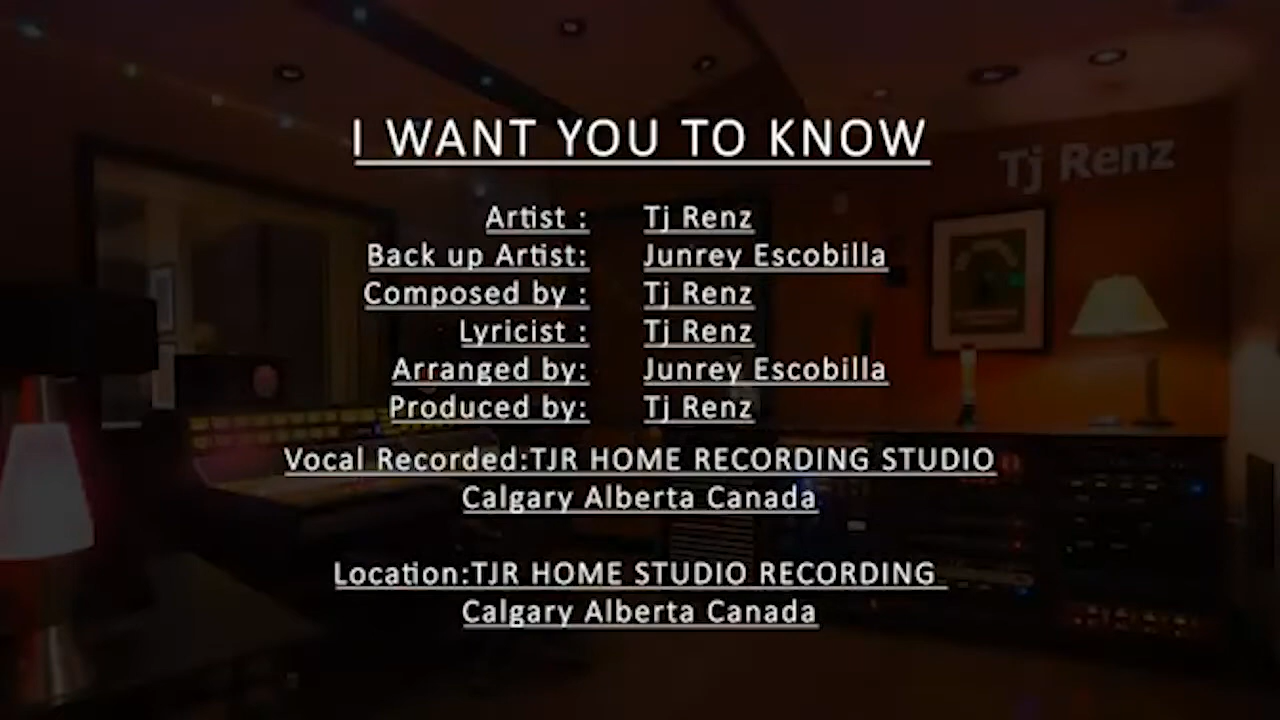 I WANT YOU TO KNOW
Tj Renz
Artist : Tj Renz
Back up Artist: Junrey Escobilla
Composed by : Tj Renz
Lyricist : Tj Renz
Arranged by: Junrey Escobilla
Produced by: Tj Renz
Vocal Recorded:TJR HOME RECORDING STUDIO
Calgary Alberta Canada
Location:TJR HOME STUDIO RECORDING
Calgary Alberta Canada